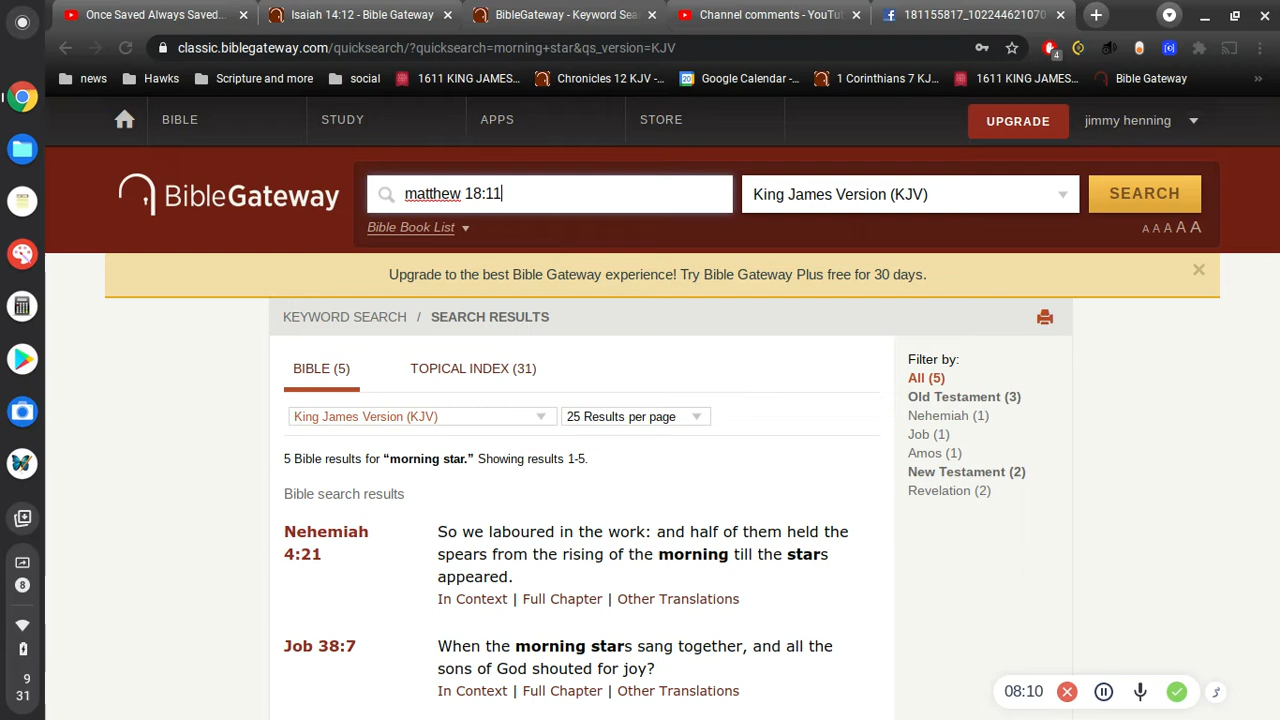 Once Saved Always Saved...
Isaiah 14:12 - Bible Gateway
BibleGateway - Keyword Sea
Channel comments - YouTu
181155817_102244621070
classic.biblegateway.com/quicksearch/?quicksearch=morning+star&qs_version=KJV
4
news
Hawks
Scripture and more
social
1611 KING JAMES...
Chronicles 12 KJV -...
Google Calendar -...
1 Corinthians 7 KJ...
1611 KING JAMES...
Bible Gateway
»
BIBLE
STUDY
APPS
STORE
UPGRADE
jimmy henning
BibleGateway
matthew 18:11
King James Version (KJV)
SEARCH
Bible Book List
A A A A A
Upgrade to the best Bible Gateway experience! Try Bible Gateway Plus free for 30 days.
KEYWORD SEARCH / SEARCH RESULTS
BIBLE (5)
TOPICAL INDEX (31)
King James Version (KJV)
25 Results per page
5 Bible results for “morning star.” Showing results 1-5.
Bible search results
Nehemiah
4:21
So we laboured in the work: and half of them held the
spears from the rising of the morning till the stars
appeared.
In Context | Full Chapter | Other Translations
Job 38:7
When the morning stars sang together, and all the
sons of God shouted for joy?
In Context | Full Chapter | Other Translations
Filter by:
All (5)
Old Testament (3)
Nehemiah (1)
Job (1)
Amos (1)
New Testament (2)
Revelation (2)
8
9
31
08:10